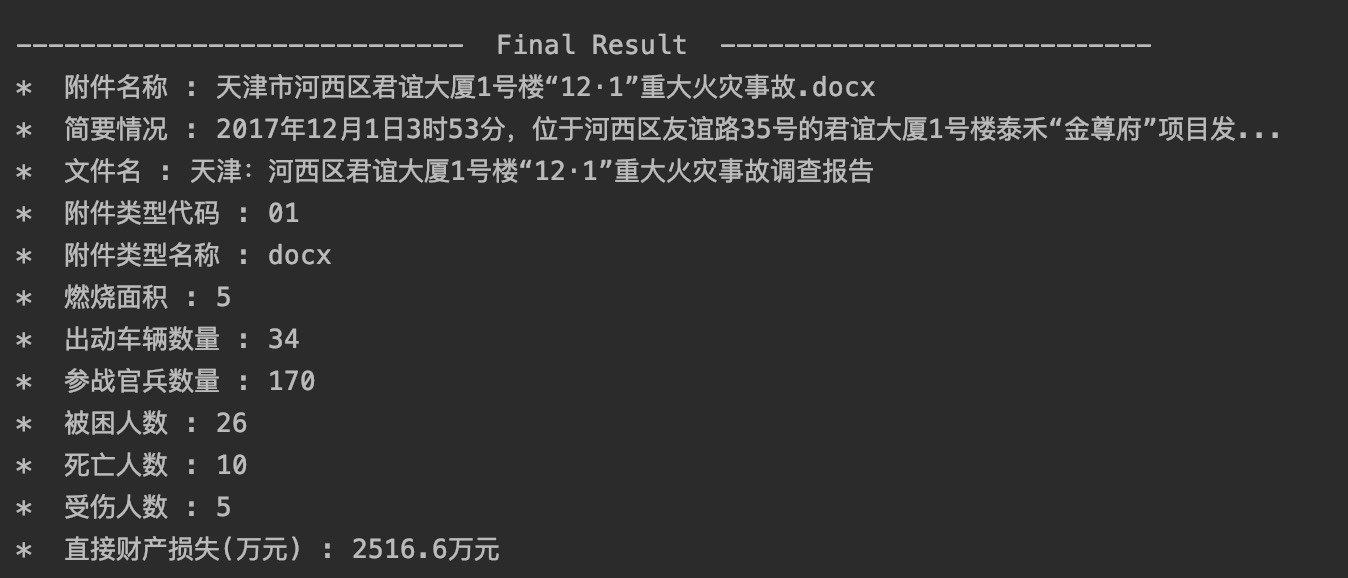 ---------------------------- Final Result ---------------------------
* 附件名称 : 天津市河西区君谊大厦1号楼“12·1”重大火灾事故.docx
* 简要情况 : 2017年12月1日3时53分，位于河西区友谊路35号的君谊大厦1号楼泰禾“金尊府”项目发...
* 文件名 : 天津：河西区君谊大厦1号楼“12·1”重大火灾事故调查报告
* 附件类型代码 : 01
* 附件类型名称 : docx
* 燃烧面积 : 5
* 出动车辆数量 : 34
* 参战官兵数量 : 170
* 被困人数 : 26
* 死亡人数 : 10
* 受伤人数 : 5
* 直接财产损失(万元) : 2516.6万元